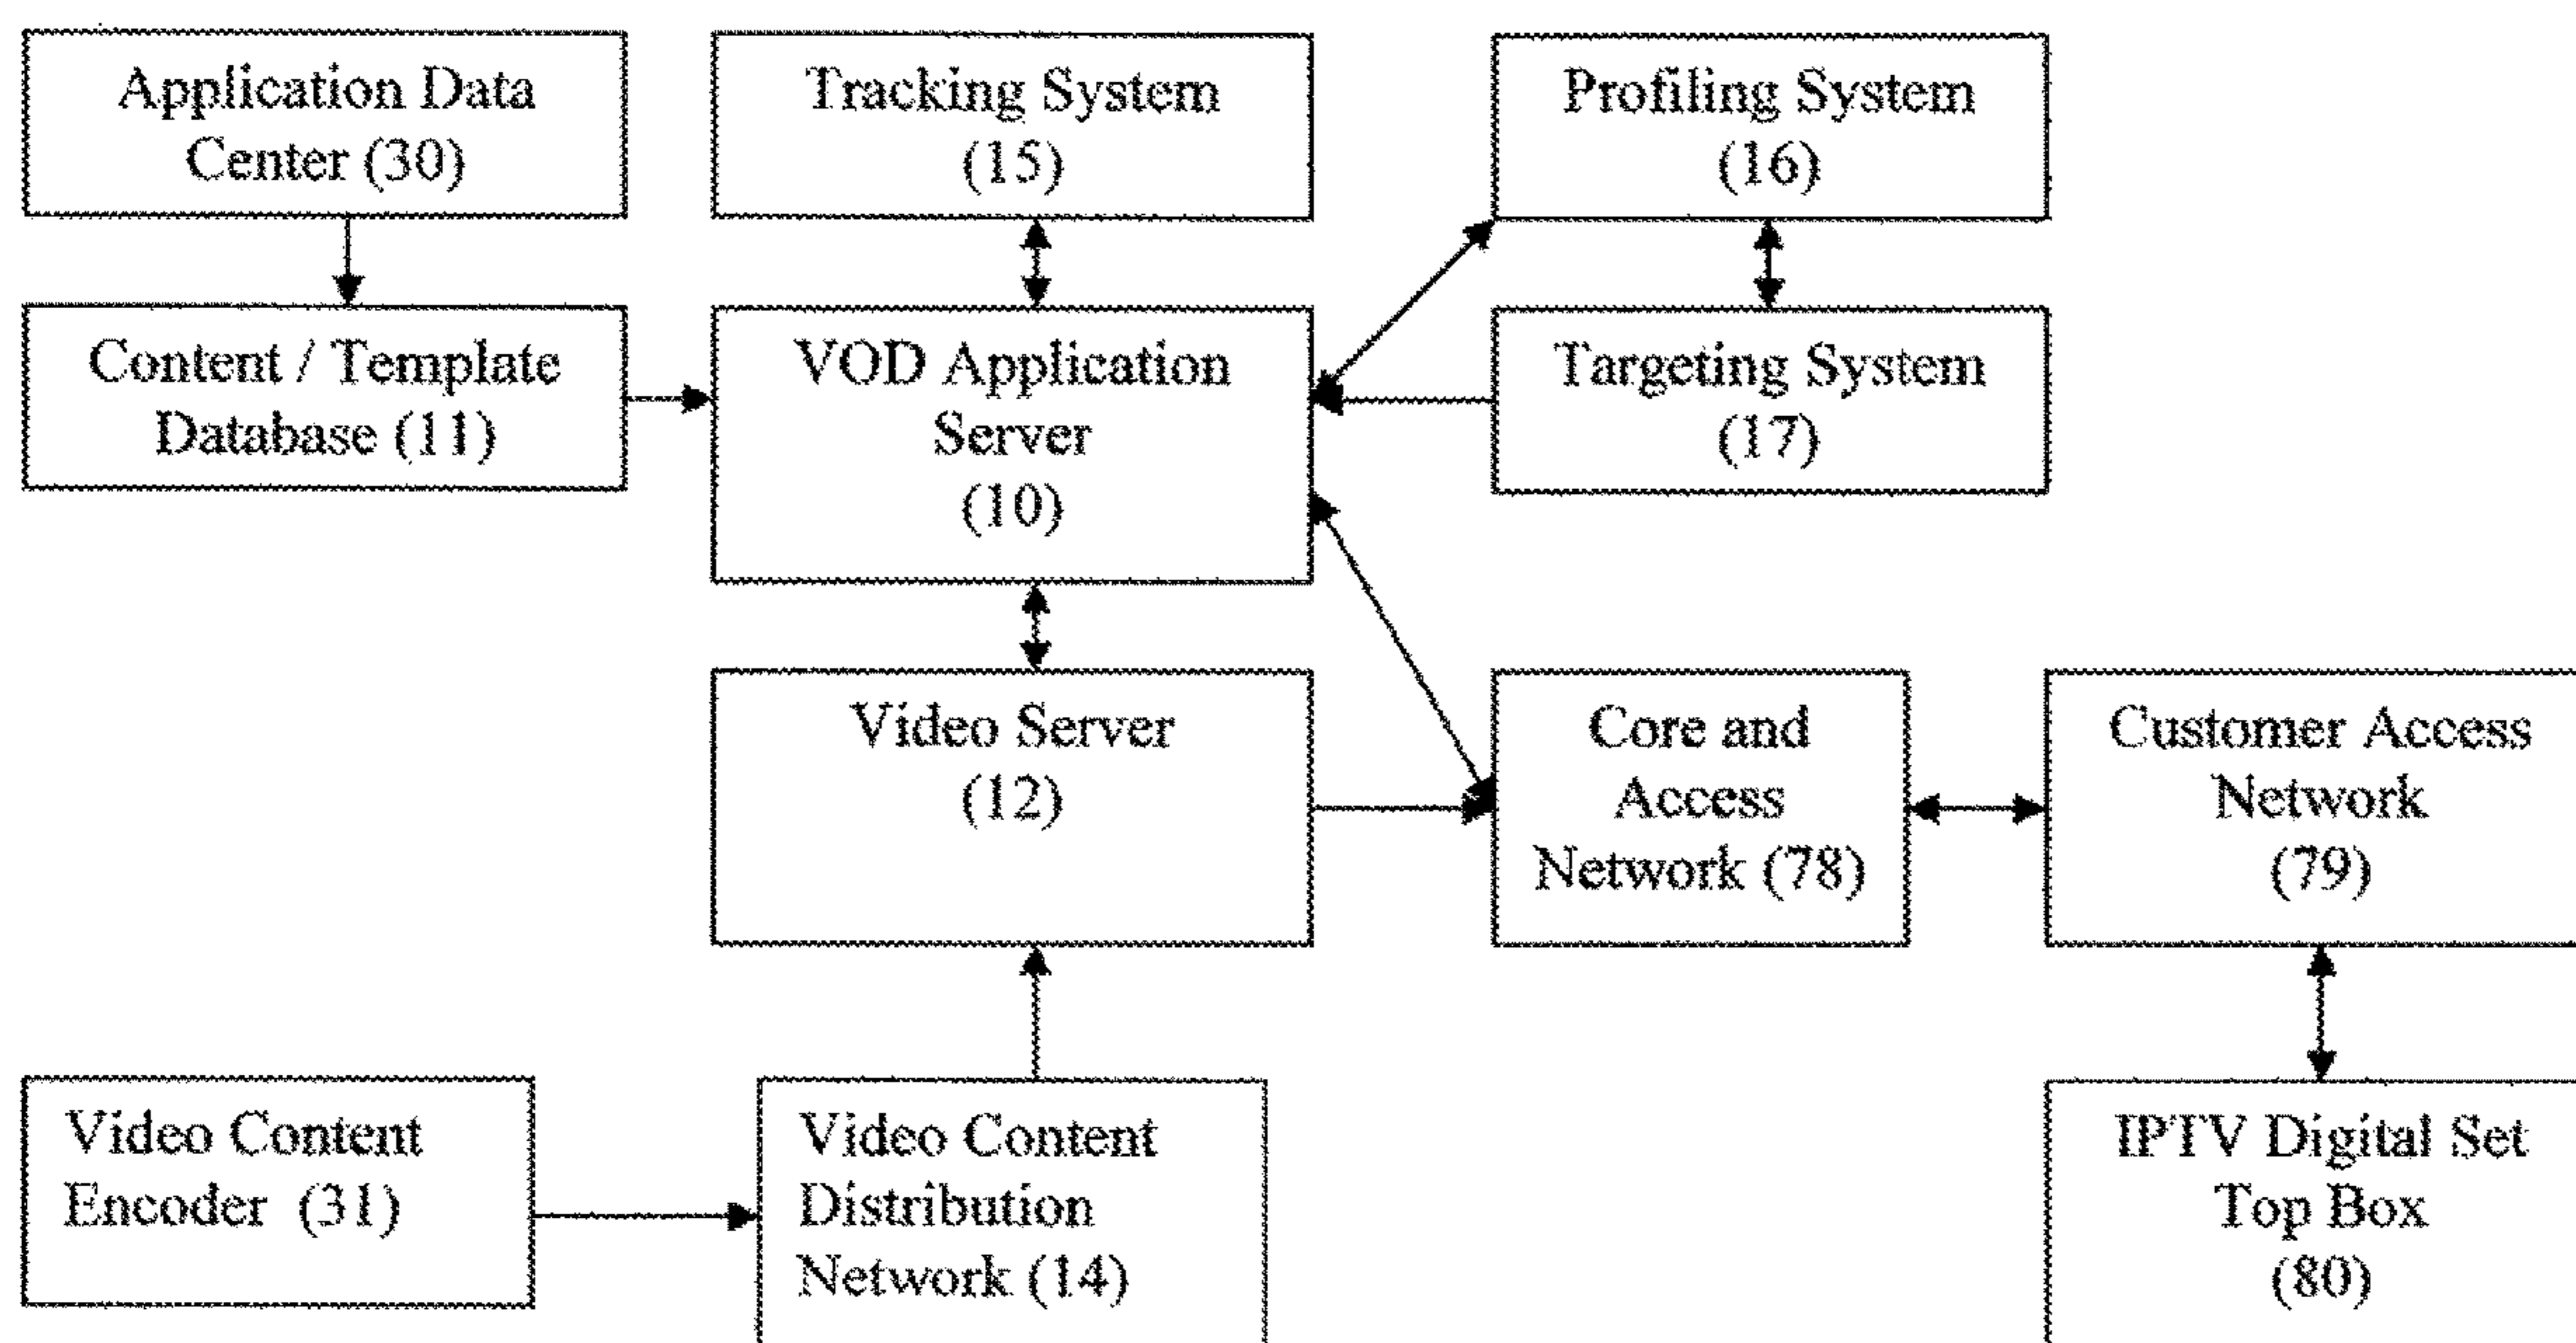 Application Data
Center (30)
Tracking System
(15)
Profiling System
(16)
Content / Template
Database (11)
VOD Application
Server
(10)
Targeting System
(17)
Video Server
(12)
Core and
Access
Network (78)
Customer Access
Network
(79)
Video Content
Encoder (31)
Video Content
Distribution
Network (14)
IPTV Digital Set
Top Box
(80)